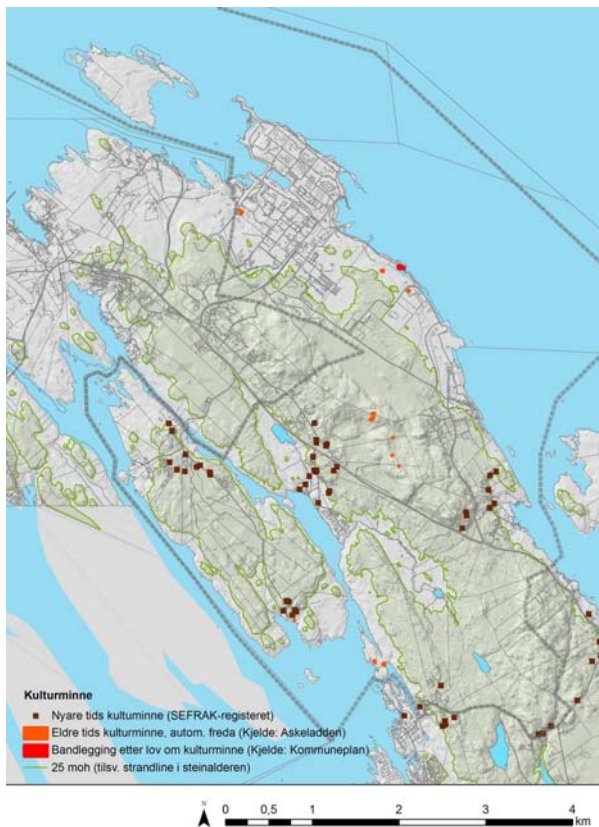 Kulturminne
Nyare tids kultuminne (SEFRAK-registeret)
Eldre tids kulturminne, autom. freda (Kjelde: Askeladden)
Bandlegging etter lov om kulturminne (Kjelde: Kommuneplan)
25 moh (tilsv. strandline i steinalderen)
N
0 0,5 1 2 3 4
km